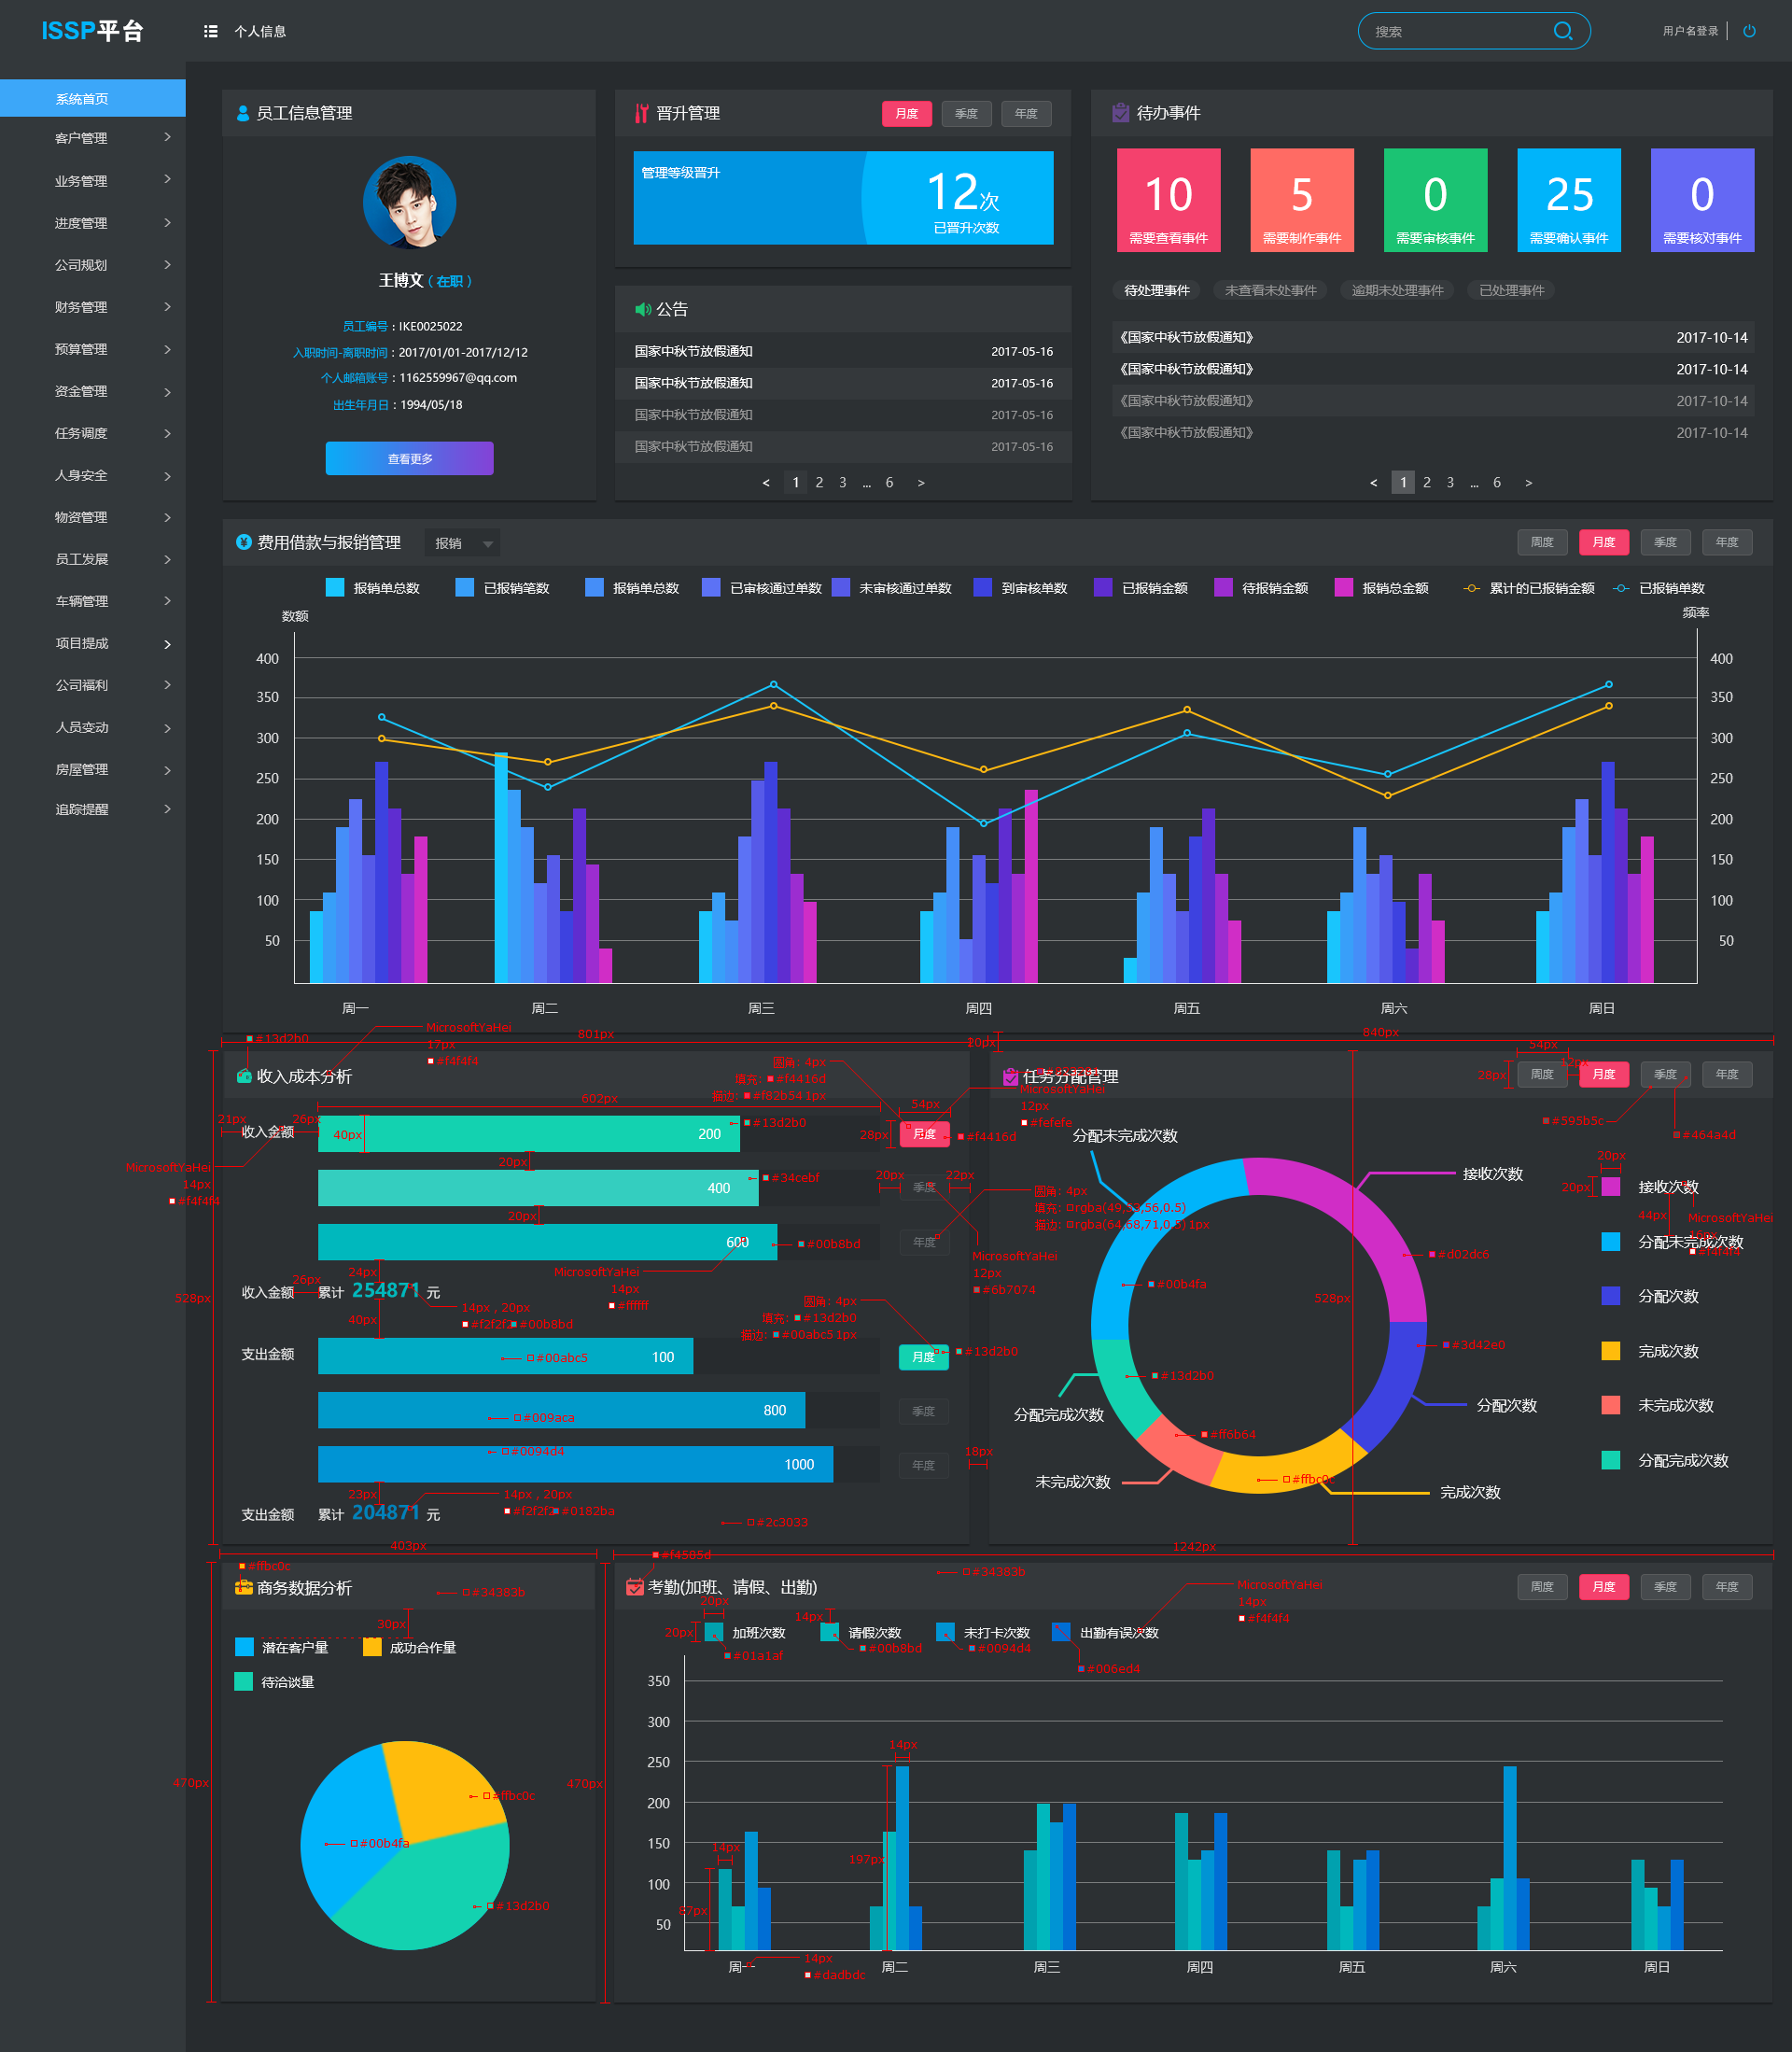 ISSP平台
个人信息
搜索
用户名登录
系统首页
客户管理
业务管理
进度管理
公司规划
财务管理
预算管理
资金管理
任务调度
人身安全
物资管理
员工发展
车辆管理
项目提成
公司福利
人员变动
房屋管理
追踪提醒
员工信息管理
王博文（在职）
员工编号：IKE0025022
入职时间-离职时间：2017/01/01-2017/12/12
个人邮箱账号：1162559967@qq.com
出生年月日：1994/05/18
查看更多
晋升管理
月度 季度 年度
管理等级晋升
12次
已晋升次数
公告
国家中秋节放假通知 2017-05-16
国家中秋节放假通知 2017-05-16
国家中秋节放假通知 2017-05-16
国家中秋节放假通知 2017-05-16
< 1 2 3 ... 6 >
待办事件
10 5 0 25 0
需要查看事件 需要制作事件 需要审核事件 需要确认事件 需要核对事件
待处理事件 未查看未处事件 逾期未处理事件 已处理事件
《国家中秋节放假通知》 2017-10-14
《国家中秋节放假通知》 2017-10-14
《国家中秋节放假通知》 2017-10-14
《国家中秋节放假通知》 2017-10-14
< 1 2 3 ... 6 >
费用借款与报销管理 报销
周度 月度 季度 年度
报销单总数 已报销笔数 报销单总数 已审核通过单数 未审核通过单数 到审核单数 已报销金额 待报销金额 报销总金额 累计的已报销金额 已报销单数
数额 频率
400 400
350 350
300 300
250 250
200 200
150 150
100 100
50 50
周一 周二 周三 周四 周五 周六 周日
801px
20px
840px
#13d2b0
MicrosoftYaHei
17px
#f4f4f4
收入成本分析
圆角：4px
填充：#f4416d
描边：#f82b54 1px
602px
54px
21px
收入金额
26px
40px
200
#13d2b0
28px
月度
#f4416d
20px
MicrosoftYaHei
14px
#f4f4f4
400
#34cebf
20px
季度
22px
20px
600
#00b8bd
年度
圆角：4px
填充：rgba(49,53,56,0.5)
描边：rgba(64,68,71,0.5) 1px
MicrosoftYaHei
12px
#6b7074
24px
MicrosoftYaHei
14px
#ffffff
26px
收入金额 累计 254871 元
528px
14px , 20px
#f2f2f2 #00b8bd
40px
圆角：4px
填充：#13d2b0
描边：#00abc5 1px
支出金额
#00abc5
100
月度
#13d2b0
#009aca
800
季度
#0094d4
1000
年度
18px
23px
14px , 20px
#f2f2f2 #0182ba
支出金额 累计 204871 元
#2c3033
任务分配管理
MicrosoftYaHei
12px
#fefefe
54px
28px
周度 月度 季度 年度
#595b5c
#464a4d
分配未完成次数
接收次数
20px
20px
接收次数
44px
MicrosoftYaHei
#f4f4f4
分配未完成次数
#d02dc6
#00b4fa
528px
分配次数
#3d42e0
完成次数
#13d2b0
分配完成次数
分配次数
未完成次数
#ff6b64
分配完成次数
未完成次数
#ffbc0c
完成次数
403px
1242px
#ffbc0c
商务数据分析
#34383b
30px
潜在客户量 成功合作量
待洽谈量
470px
#ffbc0c
#00b4fa
#13d2b0
#f4585d
考勤(加班、请假、出勤)
#34383b
MicrosoftYaHei
14px
#f4f4f4
周度 月度 季度 年度
20px
14px
20px
加班次数 请假次数 未打卡次数 出勤有误次数
#01a1af
#00b8bd
#0094d4
#006ed4
350
300
250
200
150
100
50
470px
14px
14px
197px
87px
周一 周二 周三 周四 周五 周六 周日
14px
#dadbdc